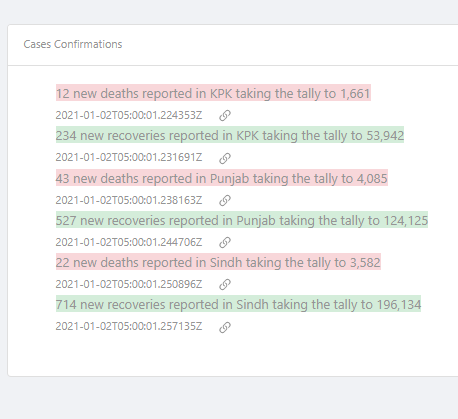 Cases Confirmations
12 new deaths reported in KPK taking the tally to 1,661
2021-01-02T05:00:01.224353Z
234 new recoveries reported in KPK taking the tally to 53,942
2021-01-02T05:00:01.231691Z
43 new deaths reported in Punjab taking the tally to 4,085
2021-01-02T05:00:01.238163Z
527 new recoveries reported in Punjab taking the tally to 124,125
2021-01-02T05:00:01.244706Z
22 new deaths reported in Sindh taking the tally to 3,582
2021-01-02T05:00:01.250896Z
714 new recoveries reported in Sindh taking the tally to 196,134
2021-01-02T05:00:01.257135Z